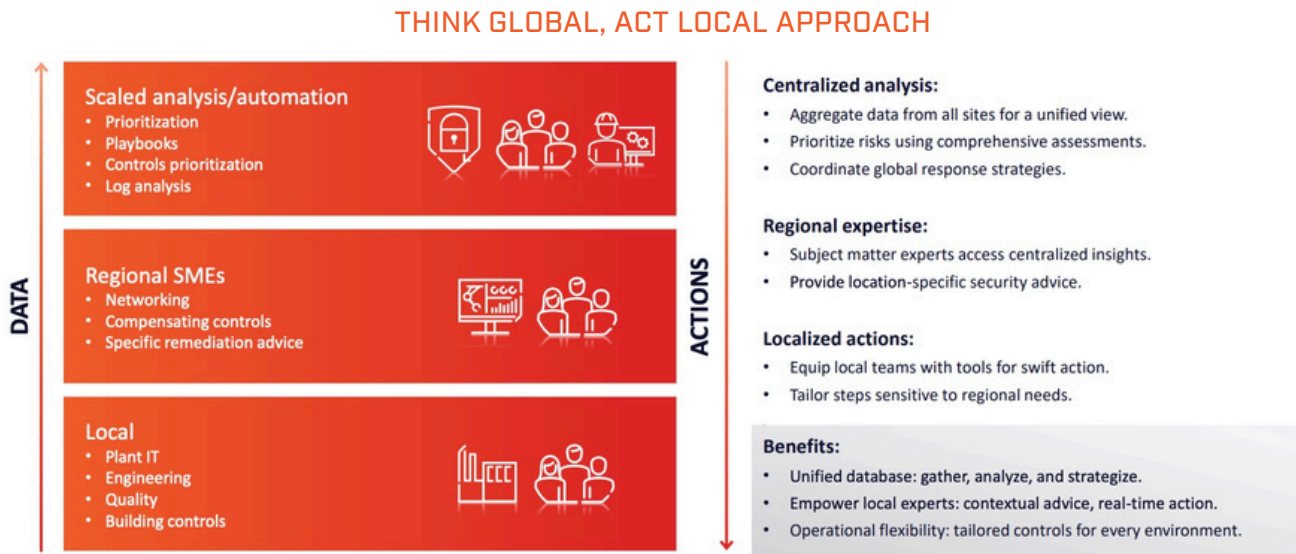 THINK GLOBAL, ACT LOCAL APPROACH
DATA
Scaled analysis/automation
• Prioritization
• Playbooks
• Controls prioritization
• Log analysis
Regional SMEs
• Networking
• Compensating controls
• Specific remediation advice
Local
• Plant IT
• Engineering
• Quality
• Building controls
ACTIONS
Centralized analysis:
• Aggregate data from all sites for a unified view.
• Prioritize risks using comprehensive assessments.
• Coordinate global response strategies.
Regional expertise:
• Subject matter experts access centralized insights.
• Provide location-specific security advice.
Localized actions:
• Equip local teams with tools for swift action.
• Tailor steps sensitive to regional needs.
Benefits:
• Unified database: gather, analyze, and strategize.
• Empower local experts: contextual advice, real-time action.
• Operational flexibility: tailored controls for every environment.